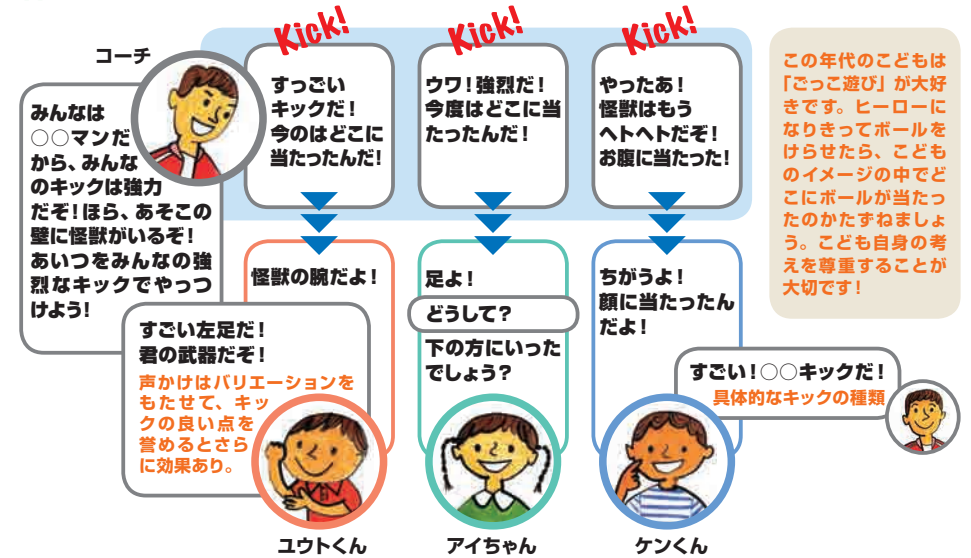 コーチ
みんなは
○○マンだ
から、みんな
のキックは強力
だぞ!ほら、あそこの
壁に怪獣がいるぞ!
あいつをみんなの強
烈なキックでやっつ
けよう!
Kick!
すっごい
キックだ!
今のはどこに
当たったんだ!
怪獣の腕だよ!
すごい左足だ!
君の武器だぞ!
声かけはバリエーションを
もたせて、キッ
クの良い点を
誉めるとさら
に効果あり。
ユウトくん
Kick!
ウワ!強烈だ!
今度はどこに当
たったんだ!
足よ!
どうして?
下の方にいった
でしょう?
アイちゃん
Kick!
やったあ!
怪獣はもう
ヘトヘトだぞ!
お腹に当たった!
ちがうよ!
顔に当たったん
だよ!
すごい!○○キックだ!
具体的なキックの種類
ケンくん
この年代のこどもは
「ごっこ遊び」が大好
きです。ヒーローに
なりきってボールを
けらせたら、こども
のイメージの中でど
こにボールが当たっ
たのかたずねましょ
う。こども自身の考
えを尊重することが
大切です!